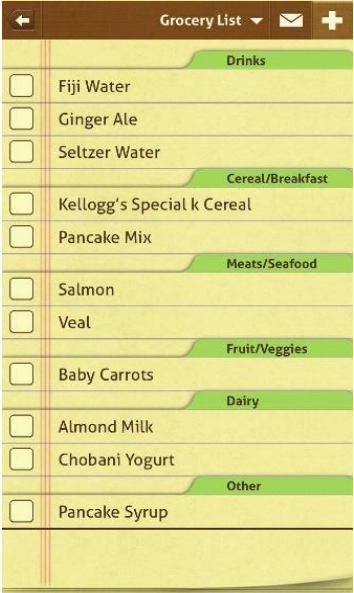 Grocery List
Drinks
Fiji Water
Ginger Ale
Seltzer Water
Cereal/Breakfast
Kellogg's Special k Cereal
Pancake Mix
Meats/Seafood
Salmon
Veal
Fruit/Veggies
Baby Carrots
Dairy
Almond Milk
Chobani Yogurt
Other
Pancake Syrup